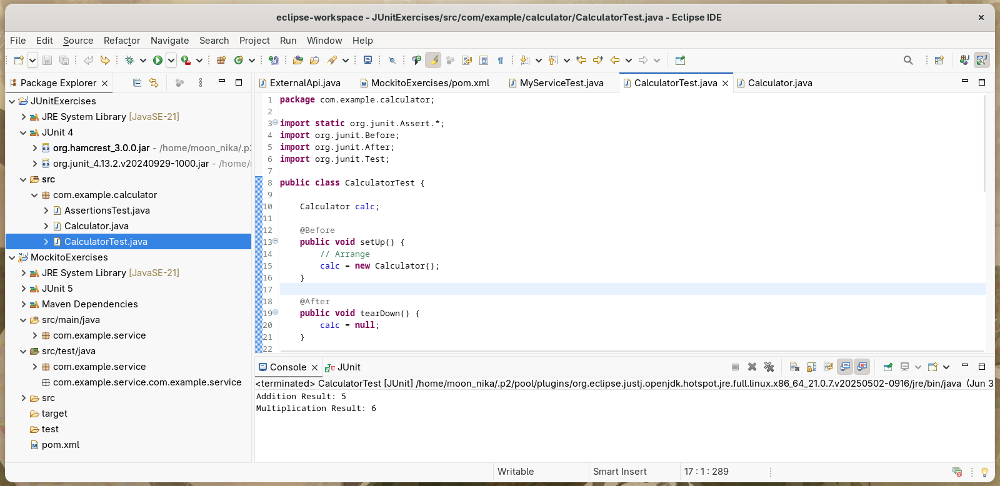 eclipse-workspace - JUnitExercises/src/com/example/calculator/CalculatorTest.java - Eclipse IDE
File Edit Source Refactor Navigate Search Project Run Window Help
Package Explorer
JUnitExercises
JRE System Library [JavaSE-21]
JUnit 4
org.hamcrest_3.0.0.jar - /home/moon_nika/.p2
org.junit_4.13.2.v20240929-1000.jar - /home/
src
com.example.calculator
AssertionsTest.java
Calculator.java
CalculatorTest.java
MockitoExercises
JRE System Library [JavaSE-21]
JUnit 5
Maven Dependencies
src/main/java
com.example.service
src/test/java
com.example.service
com.example.service.com.example.service
src
target
test
pom.xml
ExternalApi.java MockitoExercises/pom.xml MyServiceTest.java CalculatorTest.java Calculator.java
1 package com.example.calculator;
2
3 import static org.junit.Assert.*;
4 import org.junit.Before;
5 import org.junit.After;
6 import org.junit.Test;
7
8 public class CalculatorTest {
9
10     Calculator calc;
11
12     @Before
13     public void setUp() {
14         // Arrange
15         calc = new Calculator();
16     }
17
18     @After
19     public void tearDown() {
20         calc = null;
21     }
22
Console JUnit
<terminated> CalculatorTest [JUnit] /home/moon_nika/.p2/pool/plugins/org.eclipse.justj.openjdk.hotspot.jre.full.linux.x86_64_21.0.7.v20250502-0916/jre/bin/java (Jun 3
Addition Result: 5
Multiplication Result: 6
Writable Smart Insert 17 : 1 : 289